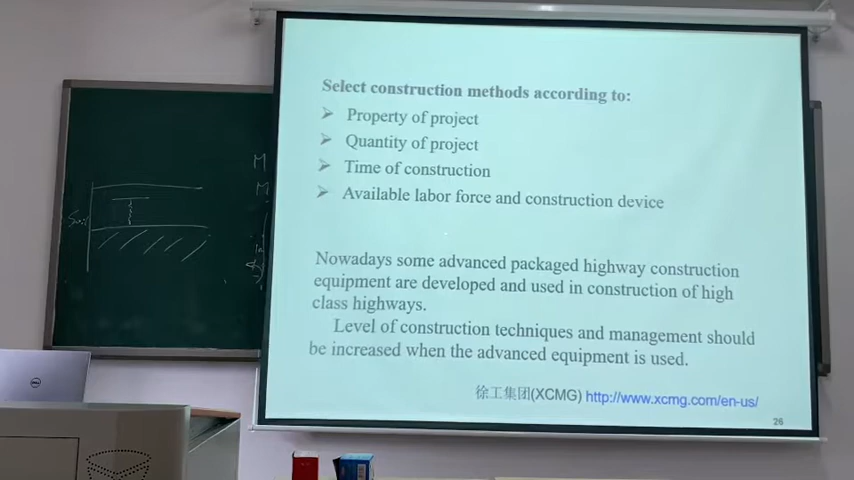 Select construction methods according to:
➢ Property of project
➢ Quantity of project
➢ Time of construction
➢ Available labor force and construction device
Nowadays some advanced packaged highway construction
equipment are developed and used in construction of high
class highways.
Level of construction techniques and management should
be increased when the advanced equipment is used.
徐工集团(XCMG) http://www.xcmg.com/en-us/
26